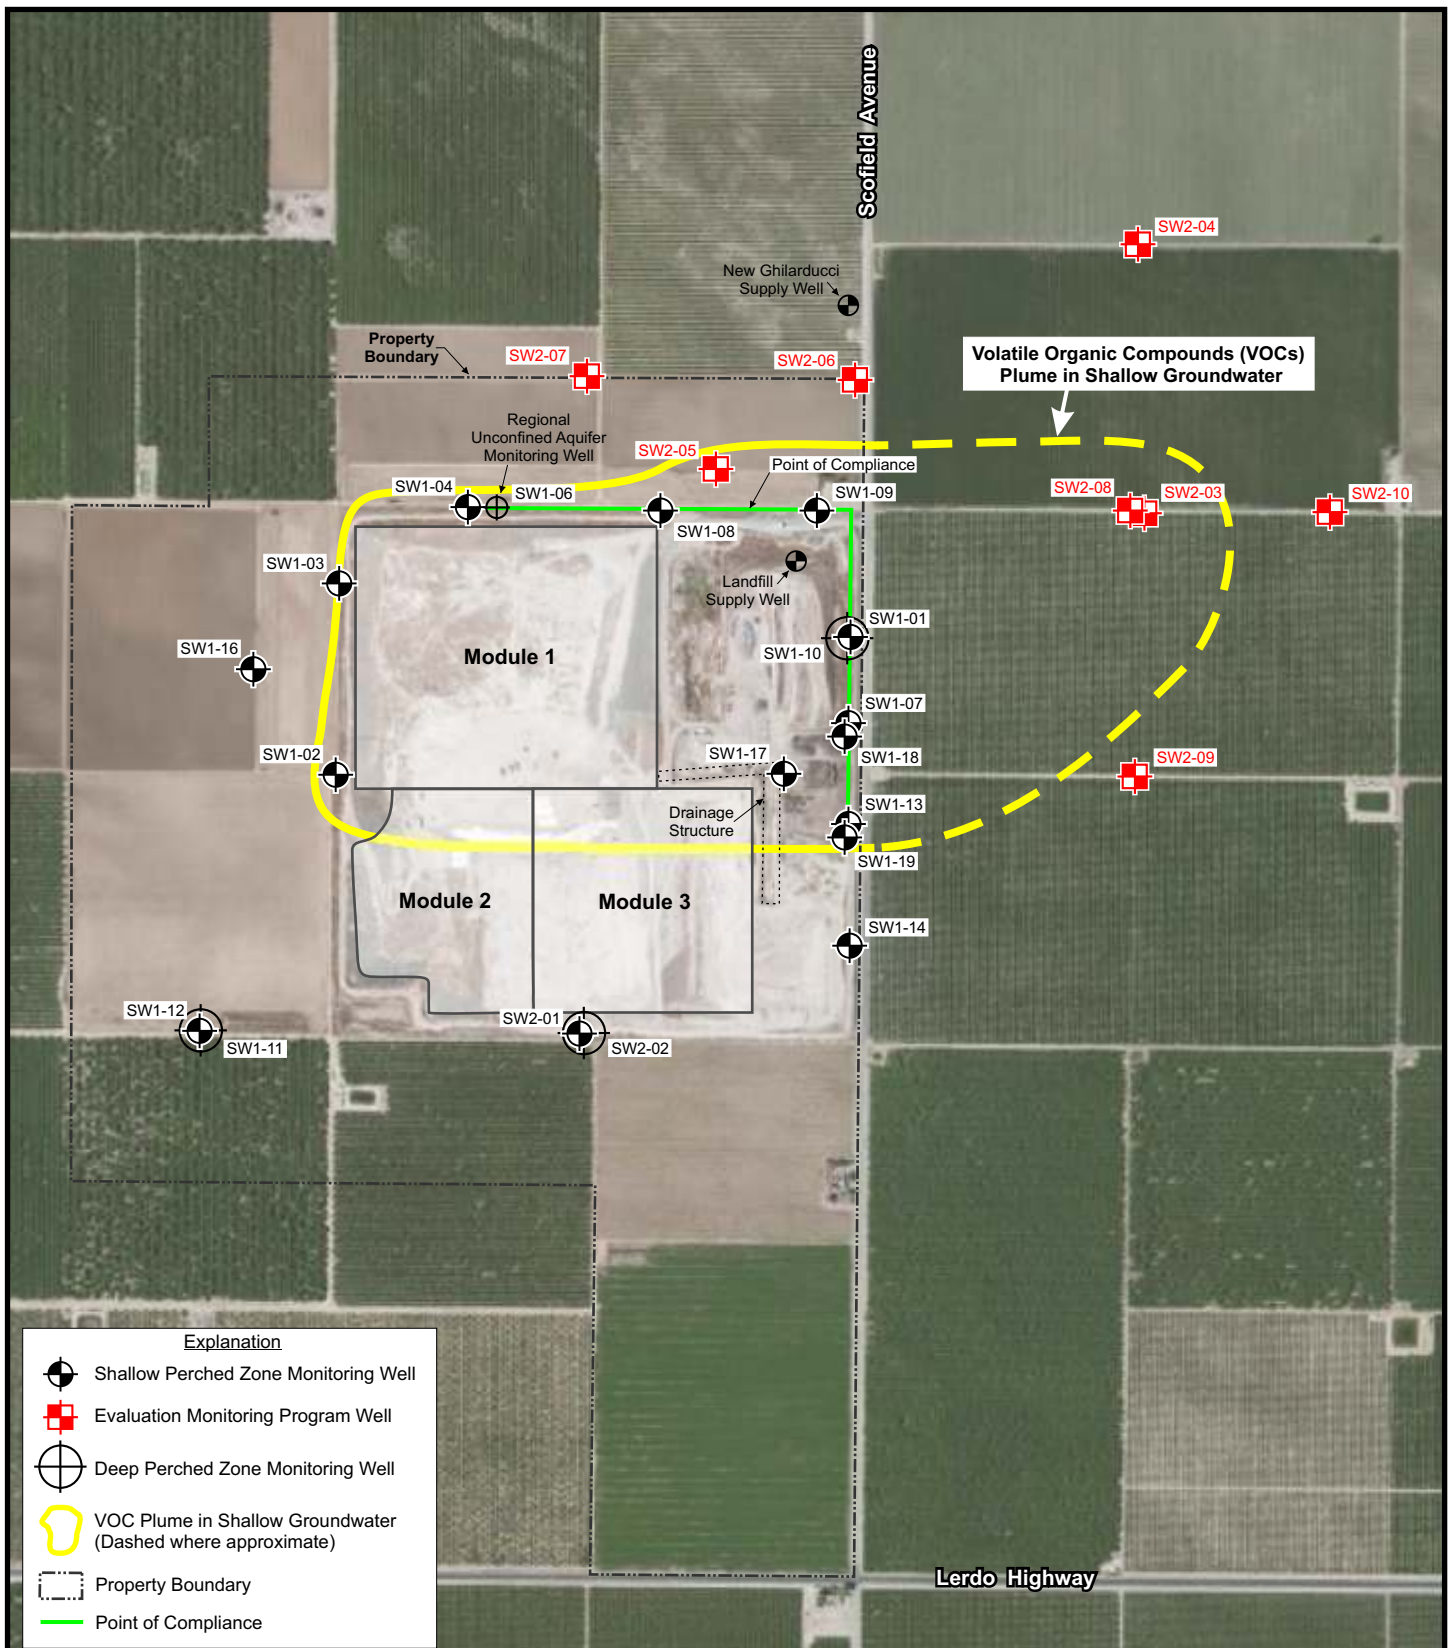 Scofield Avenue
SW2-04
New Ghilarducci
Supply Well
Property
Boundary
SW2-07
SW2-06
Volatile Organic Compounds (VOCs)
Plume in Shallow Groundwater
Regional
Unconfined Aquifer
Monitoring Well
SW2-05
Point of Compliance
SW1-04
SW1-06
SW1-09
SW2-08
SW2-03
SW2-10
SW1-08
SW1-03
Landfill
Supply Well
SW1-01
SW1-10
SW1-16
Module 1
SW1-07
SW1-02
SW1-17
SW1-18
SW2-09
Drainage
Structure
SW1-13
SW1-19
Module 2
Module 3
SW1-14
SW1-12
SW2-01
SW1-11
SW2-02
Explanation
Shallow Perched Zone Monitoring Well
Evaluation Monitoring Program Well
Deep Perched Zone Monitoring Well
VOC Plume in Shallow Groundwater
(Dashed where approximate)
Property Boundary
Point of Compliance
Lerdo Highway